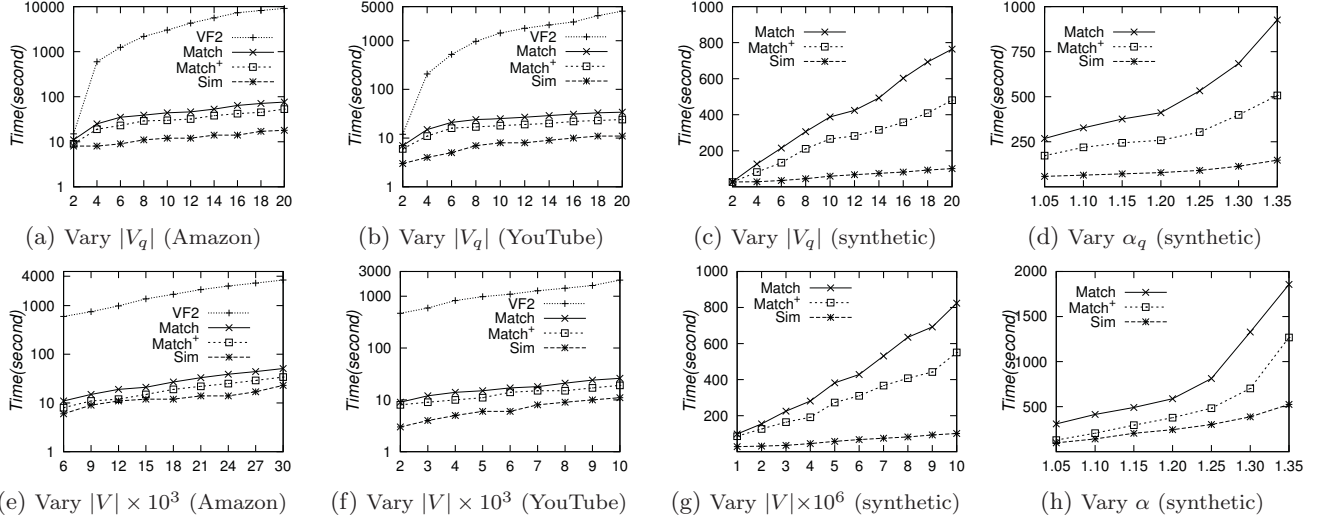 10000
1000
100
10
1
Time(second)
VF2
Match
Match+
Sim
2 4 6 8 10 12 14 16 18 20
(a) Vary |Vq| (Amazon)
5000
1000
100
10
1
Time(second)
VF2
Match
Match+
Sim
2 4 6 8 10 12 14 16 18 20
(b) Vary |Vq| (YouTube)
1000
800
600
400
200
Time(second)
Match
Match+
Sim
2 4 6 8 10 12 14 16 18 20
(c) Vary |Vq| (synthetic)
1000
750
500
250
Time(second)
Match
Match+
Sim
1.05 1.10 1.15 1.20 1.25 1.30 1.35
(d) Vary αq (synthetic)
4000
1000
100
10
1
Time(second)
VF2
Match
Match+
Sim
6 9 12 15 18 21 24 27 30
(e) Vary |V| × 10³ (Amazon)
3000
1000
100
10
1
Time(second)
VF2
Match
Match+
Sim
2 3 4 5 6 7 8 9 10
(f) Vary |V| × 10³ (YouTube)
1000
800
600
400
200
Time(second)
Match
Match+
Sim
1 2 3 4 5 6 7 8 9 10
(g) Vary |V|×10⁶ (synthetic)
2000
1500
1000
500
Time(second)
Match
Match+
Sim
1.05 1.10 1.15 1.20 1.25 1.30 1.35
(h) Vary α (synthetic)